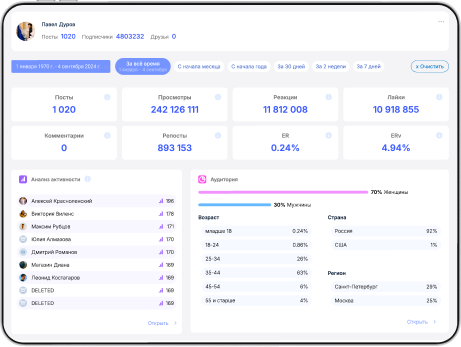 Павел Дуров
Посты 1020 Подписчики 4803232 Друзья 0
1 января 1970 г. - 4 сентября 2024 г.
За всё время
1 января - 4 сентября
С начала месяца
С начала года
За 30 дней
За 2 недели
За 7 дней
x Очистить
Посты
1 020
Просмотры
242 126 111
Реакции
11 812 008
Лайки
10 918 855
Комментарии
0
Репосты
893 153
ER
0.24%
ERv
4.94%
Анализ активности
Алексей Краснолянский 196
Виктория Виленс 178
Максим Рубцов 171
Юлия Аливаова 170
Дмитрий Романов 170
Магазин Диана 169
Леонид Костагаров 169
DELETED 169
DELETED 169
Открыть
Аудитория
70% Женщины
30% Мужчины
Возраст
младше 18 0.24%
18-24 0.86%
25-34 26%
35-44 63%
45-54 6%
55 и старше 4%
Страна
Россия 92%
США 1%
Регион
Санкт-Петербург 29%
Москва 25%
Открыть